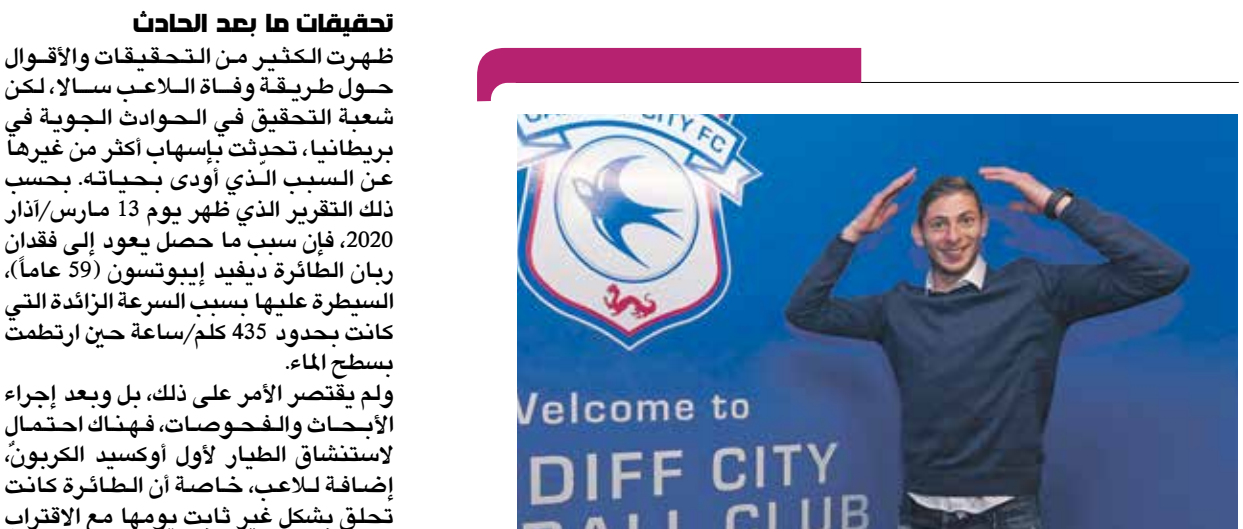 تحقيقات ما بعد الحادث
ظهرت الكثير من التحقيقات والأقوال
حول طريقة وفاة اللاعب سالا، لكن
شعبة التحقيق في الحوادث الجوية في
بريطانيا، تحدّثت بإسهاب أكثر من غيرها
عن السبب الذي أودى بحياته. بحسب
ذلك التقرير الذي ظهر يوم 13 مارس/آذار
2020، فإن سبب ما حصل يعود إلى فقدان
ربان الطائرة ديفيد إيبوتسون (59 عاماً)،
السيطرة عليها بسبب السرعة الزائدة التي
كانت بحدود 435 كلم/ساعة حين ارتطمت
بسطح الماء.
ولم يقتصر الأمر على ذلك، بل وبعد إجراء
الأبحاث والفحوصات، فهناك احتمال
لاستنشاق الطيار لأول أوكسيد الكربون،
إضافة للاعب، خاصة أن الطائرة كانت
تحلق بشكل غير ثابت يومها مع الاقتراب
CITY FC
Welcome to
DIFF CITY
BALL CLUB